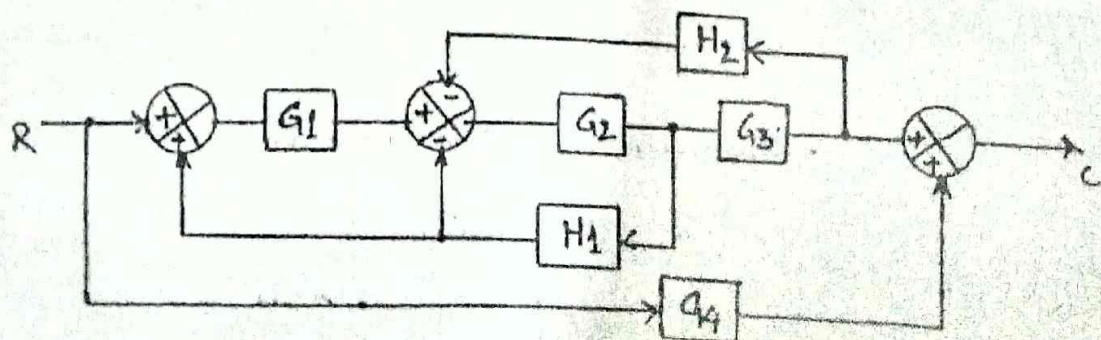 H2
+ G1 + - - G2 G3 + +
R
C
H1
G4